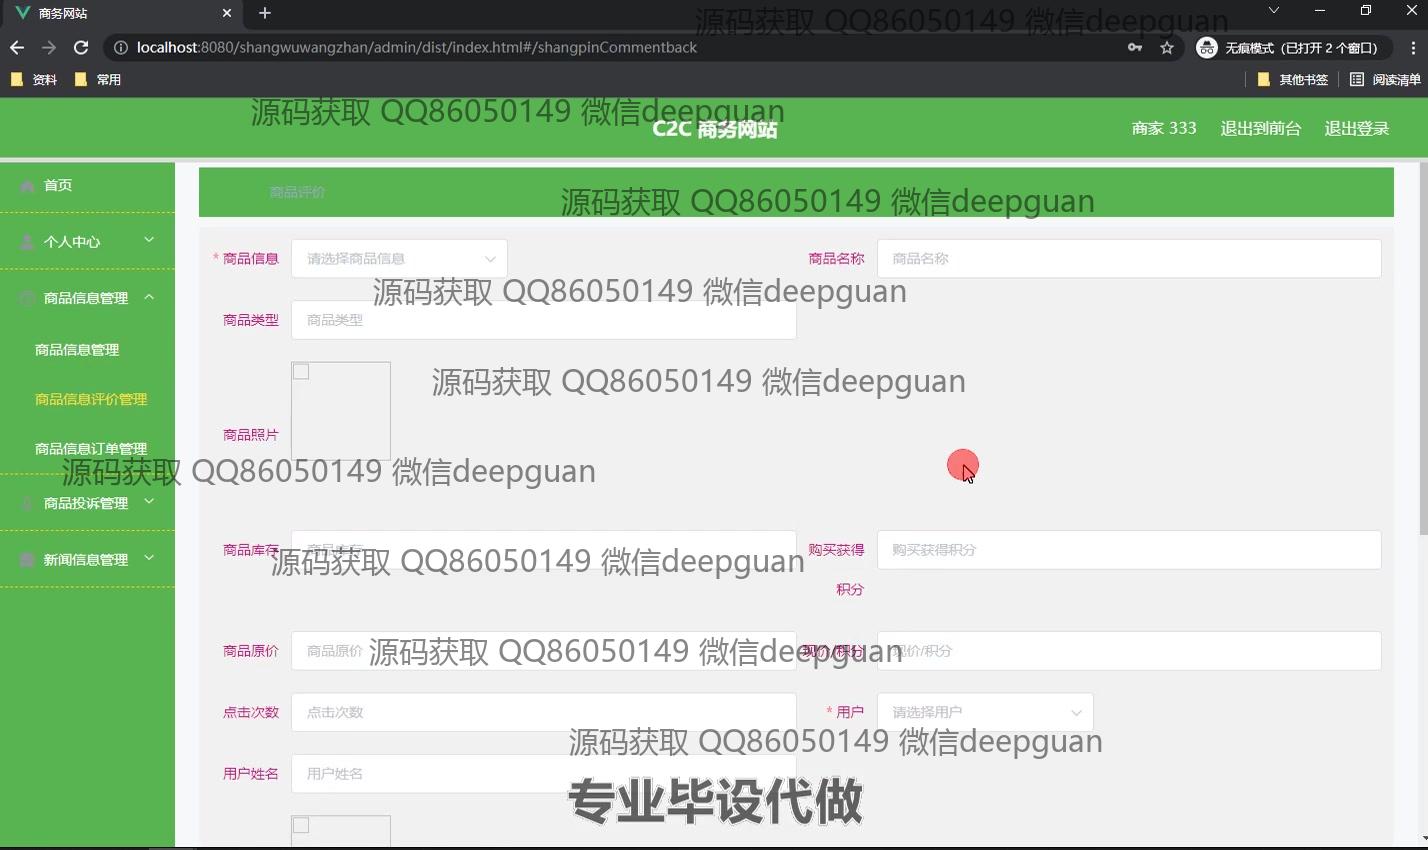 商务网站
源码获取 QQ86050149 微信deepguan
localhost:8080/shangwuwangzhan/admin/dist/index.html#/shangpinCommentback
无痕模式（已打开 2 个窗口）
资料
常用
其他书签
阅读清单
源码获取 QQ86050149 微信deepguan
C2C 商务网站
商家 333
退出到前台
退出登录
首页
商品评价
源码获取 QQ86050149 微信deepguan
个人中心
* 商品信息
请选择商品信息
商品名称
商品名称
商品信息管理
源码获取 QQ86050149 微信deepguan
商品类型
商品类型
商品信息管理
源码获取 QQ86050149 微信deepguan
商品信息评价管理
商品照片
商品信息订单管理
源码获取 QQ86050149 微信deepguan
商品投诉管理
商品库存
商品库存
购买获得
积分
购买获得积分
新闻信息管理
源码获取 QQ86050149 微信deepguan
商品原价
商品原价
源码获取 QQ86050149 微信deepguan
现价/积分
现价/积分
点击次数
点击次数
* 用户
请选择用户
源码获取 QQ86050149 微信deepguan
用户姓名
用户姓名
专业毕设代做